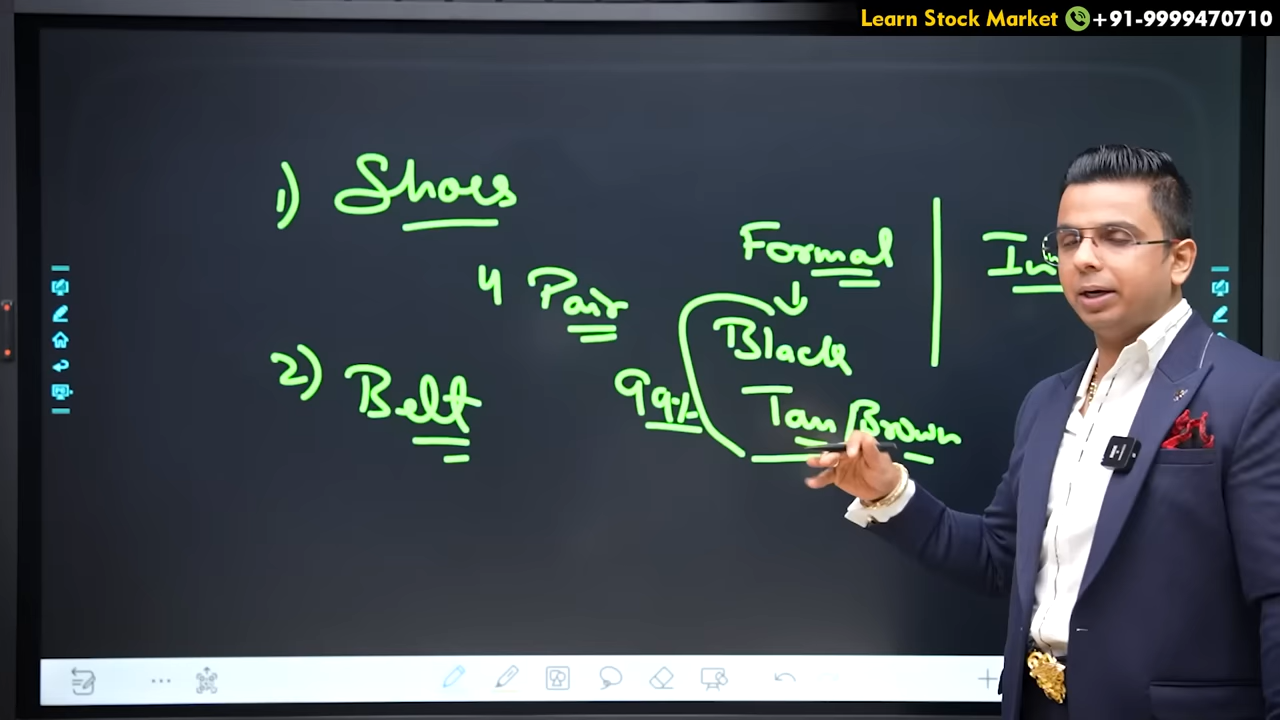 Learn Stock Market +91-9999470710
1) Shoes
4 Pair
2) Belt
Formal
Black
99%
Tan/Brown